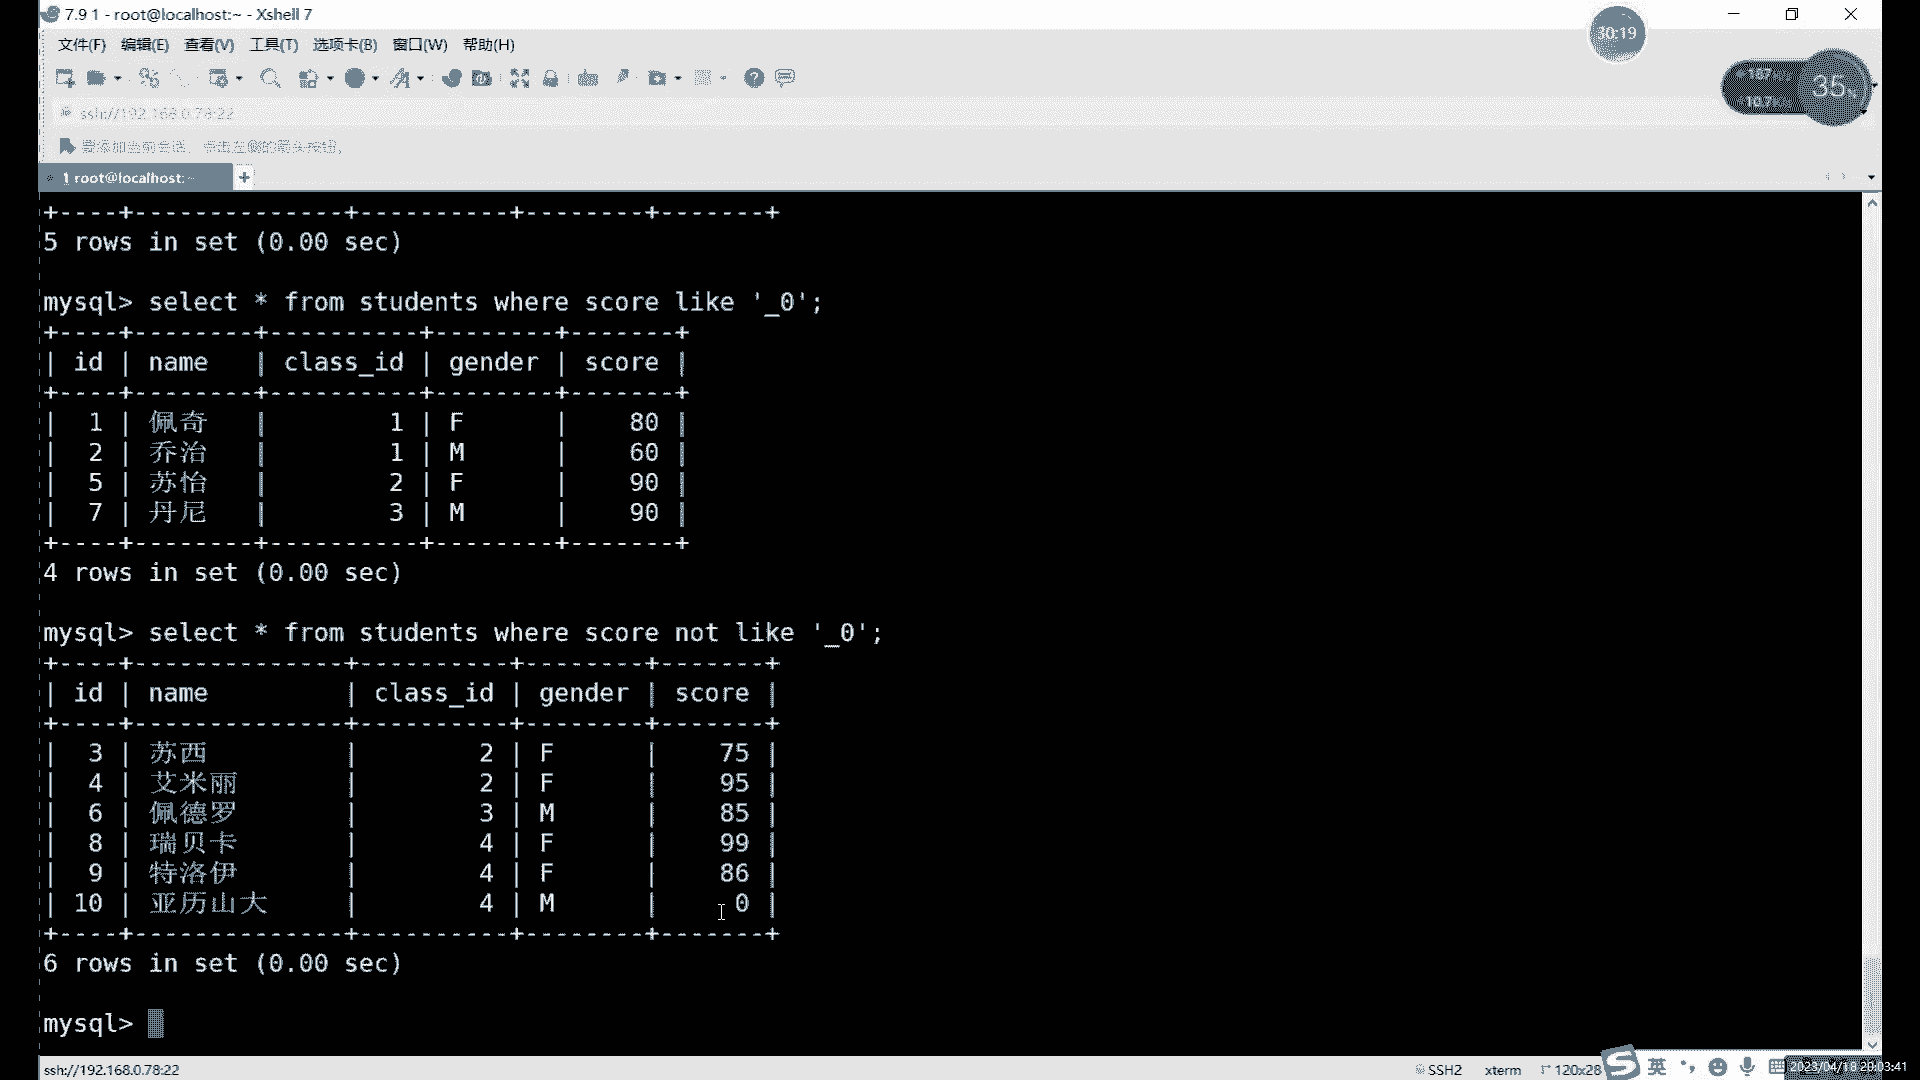 7.9 1 - root@localhost:~ - Xshell 7
30:19
文件(F) 编辑(E) 查看(V) 工具(T) 选项卡(B) 窗口(W) 帮助(H)
35
10.7
ssh://192.168.0.78:22
要添加当前会话，点击左侧的箭头按钮。
1 root@localhost:~
+----+--------------+----------+--------+-------+
5 rows in set (0.00 sec)
mysql> select * from students where score like '_0';
+----+--------+----------+--------+-------+
| id | name   | class_id | gender | score |
+----+--------+----------+--------+-------+
|  1 | 佩奇   |        1 | F      |    80 |
|  2 | 乔治   |        1 | M      |    60 |
|  5 | 苏怡   |        2 | F      |    90 |
|  7 | 丹尼   |        3 | M      |    90 |
+----+--------+----------+--------+-------+
4 rows in set (0.00 sec)
mysql> select * from students where score not like '_0';
+----+--------------+----------+--------+-------+
| id | name         | class_id | gender | score |
+----+--------------+----------+--------+-------+
|  3 | 苏西         |        2 | F      |    75 |
|  4 | 艾米丽       |        2 | F      |    95 |
|  6 | 佩德罗       |        3 | M      |    85 |
|  8 | 瑞贝卡       |        4 | F      |    99 |
|  9 | 特洛伊       |        4 | F      |    86 |
| 10 | 亚历山大     |        4 | M      |     0 |
+----+--------------+----------+--------+-------+
6 rows in set (0.00 sec)
mysql>
ssh://192.168.0.78:22
SSH2 xterm 120x28
英
2023/04/18 20:03:41